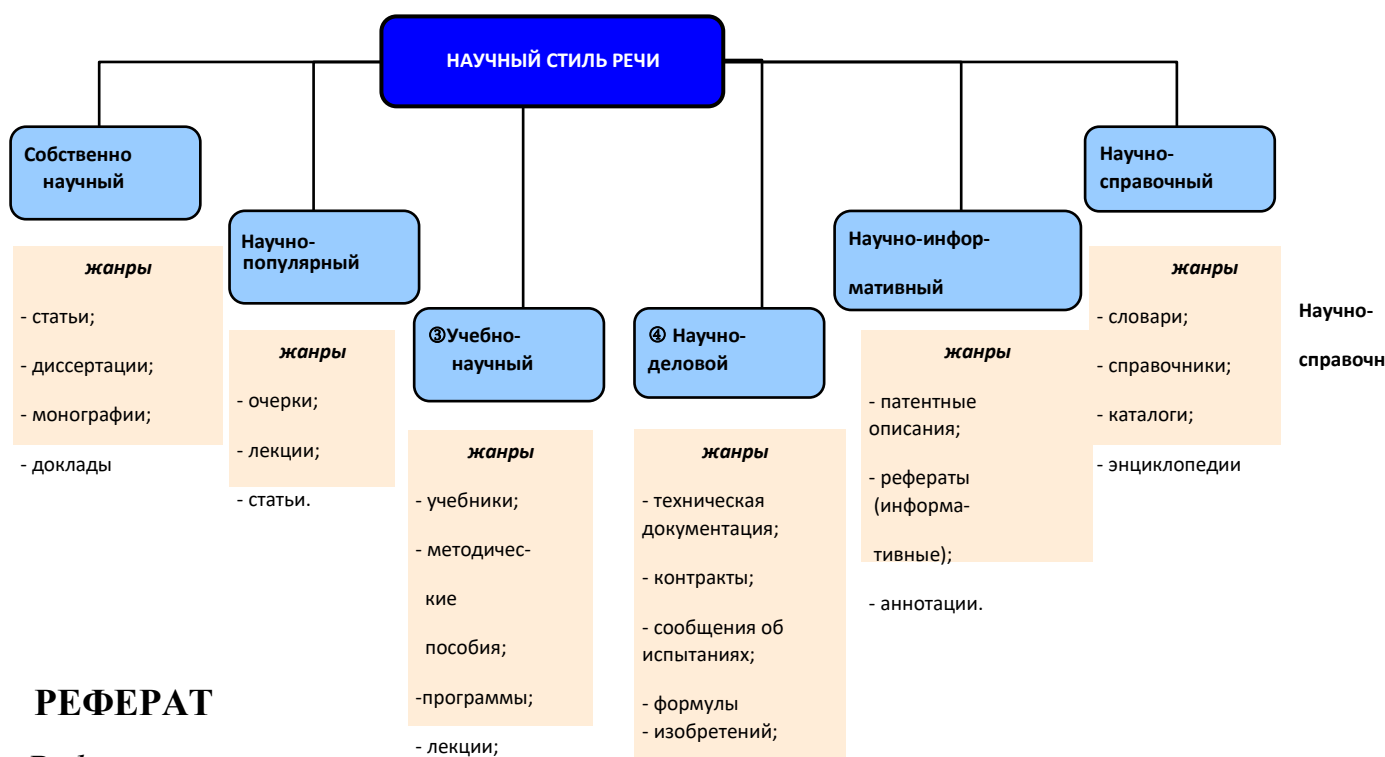 НАУЧНЫЙ СТИЛЬ РЕЧИ
Собственно
научный
жанры
- статьи;
- диссертации;
- монографии;
- доклады
Научно-
популярный
жанры
- очерки;
- лекции;
- статьи.
③Учебно-
научный
жанры
- учебники;
- методичес-
кие
пособия;
-программы;
- лекции;
④ Научно-
деловой
жанры
- техническая
документация;
- контракты;
- сообщения об
испытаниях;
- формулы
- изобретений;
Научно-инфор-
мативный
жанры
- патентные
описания;
- рефераты
(информа-
тивные);
- аннотации.
Научно-
справочный
жанры
- словари;
- справочники;
- каталоги;
- энциклопедии
Научно-
справочн
РЕФЕРАТ